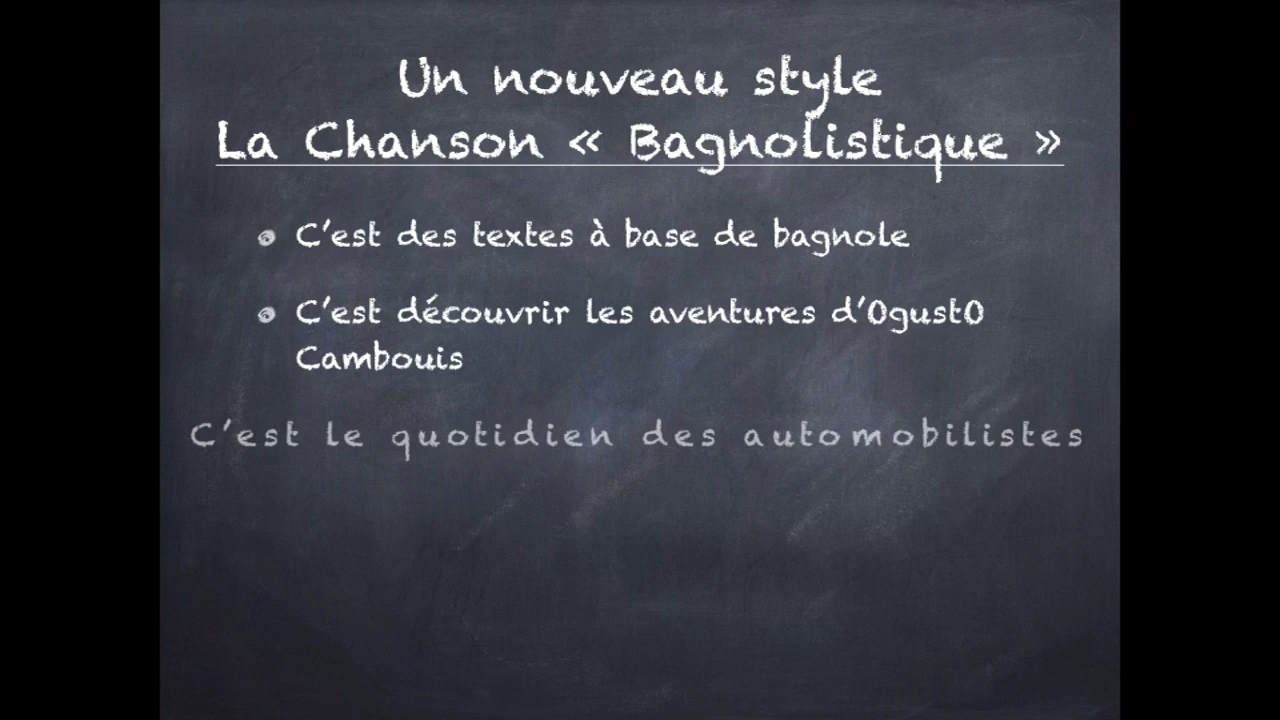 Un nouveau style
La Chanson « Bagnolistique »
C'est des textes à base de bagnole
C'est découvrir les aventures d'OgustO
Cambouis
C'est le quotidien des automobilistes